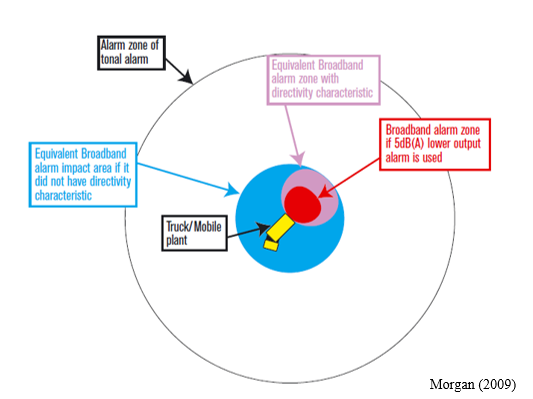 Alarm zone of
tonal alarm
Equivalent Broadband
alarm zone with
directivity characteristic
Broadband alarm zone
if 5dB(A) lower output
alarm is used
Equivalent Broadband
alarm impact area if it
did not have directivity
characteristic
Truck/Mobile
plant
Morgan (2009)